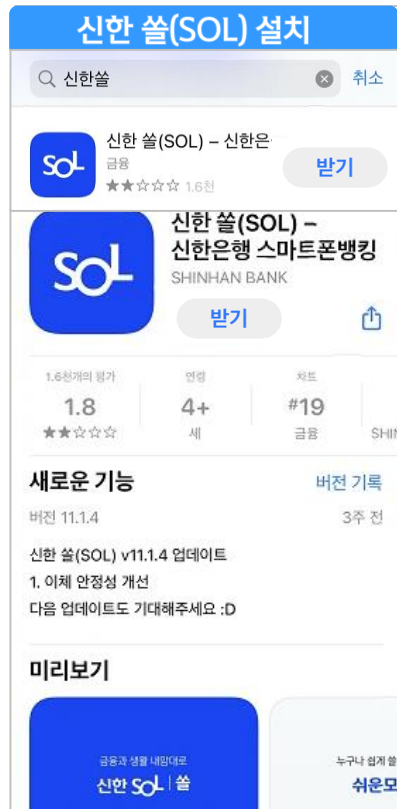 신한 쏠(SOL) 설치
신한쏠
취소
SOL
신한 쏠(SOL) – 신한은
금융
1.6천
받기
SOL
신한 쏠(SOL) –
신한은행 스마트폰뱅킹
SHINHAN BANK
받기
1.6천개의 평가
연령
차트
1.8
4+
#19
세
금융
SHIN
새로운 기능
버전 기록
버전 11.1.4
3주 전
신한 쏠(SOL) v11.1.4 업데이트
1. 이체 안정성 개선
다음 업데이트도 기대해주세요 :D
미리보기
금융과 생활 내맘대로
신한 SOL | 쏠
누구나 쉽게 쓸
쉬운모